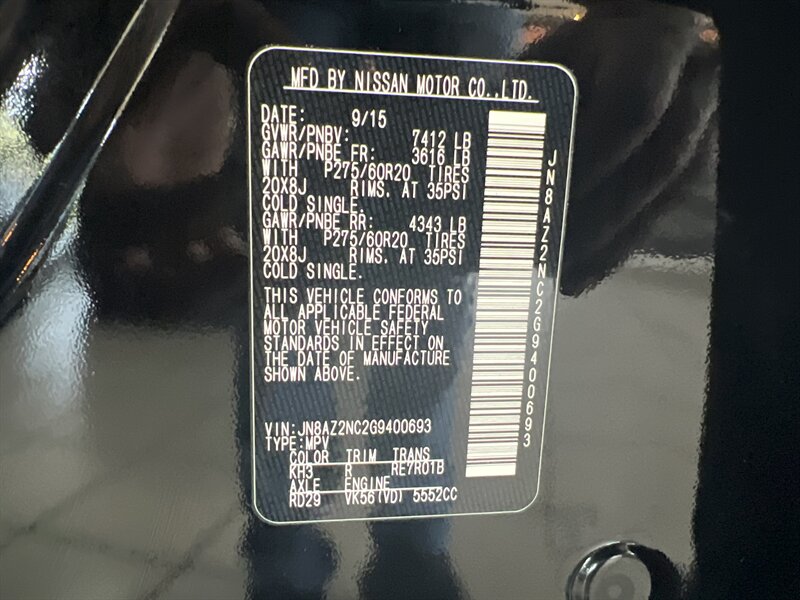 MFD BY NISSAN MOTOR CO.,LTD.
DATE: 9/15
GVWR/PNBV: 7412 LB
GAWR/PNBE FR: 3616 LB
WITH P275/60R20 TIRES
20X8J RIMS. AT 35PSI
COLD SINGLE.
GAWR/PNBE RR: 4343 LB
WITH P275/60R20 TIRES
20X8J RIMS. AT 35PSI
COLD SINGLE.
THIS VEHICLE CONFORMS TO
ALL APPLICABLE FEDERAL
MOTOR VEHICLE SAFETY
STANDARDS IN EFFECT ON
THE DATE OF MANUFACTURE
SHOWN ABOVE.
VIN:JN8AZ2NC2G9400693
TYPE:MPV
COLOR TRIM TRANS
KH3 R RE7R01B
AXLE ENGINE
RD29 VK56(VD) 5552CC
JN8AZ2NC2G9400693